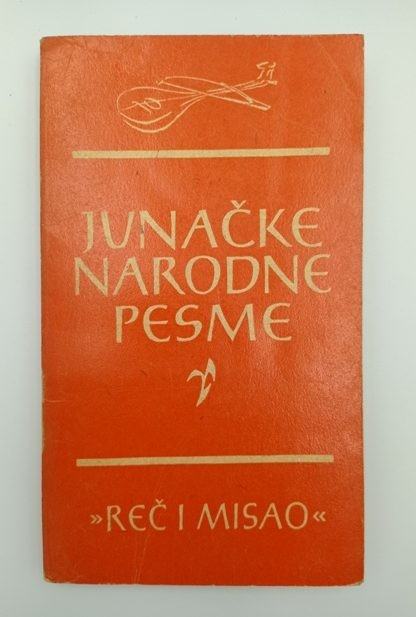 JUNAČKE
NARODNE
PESME
»REČ I MISAO«